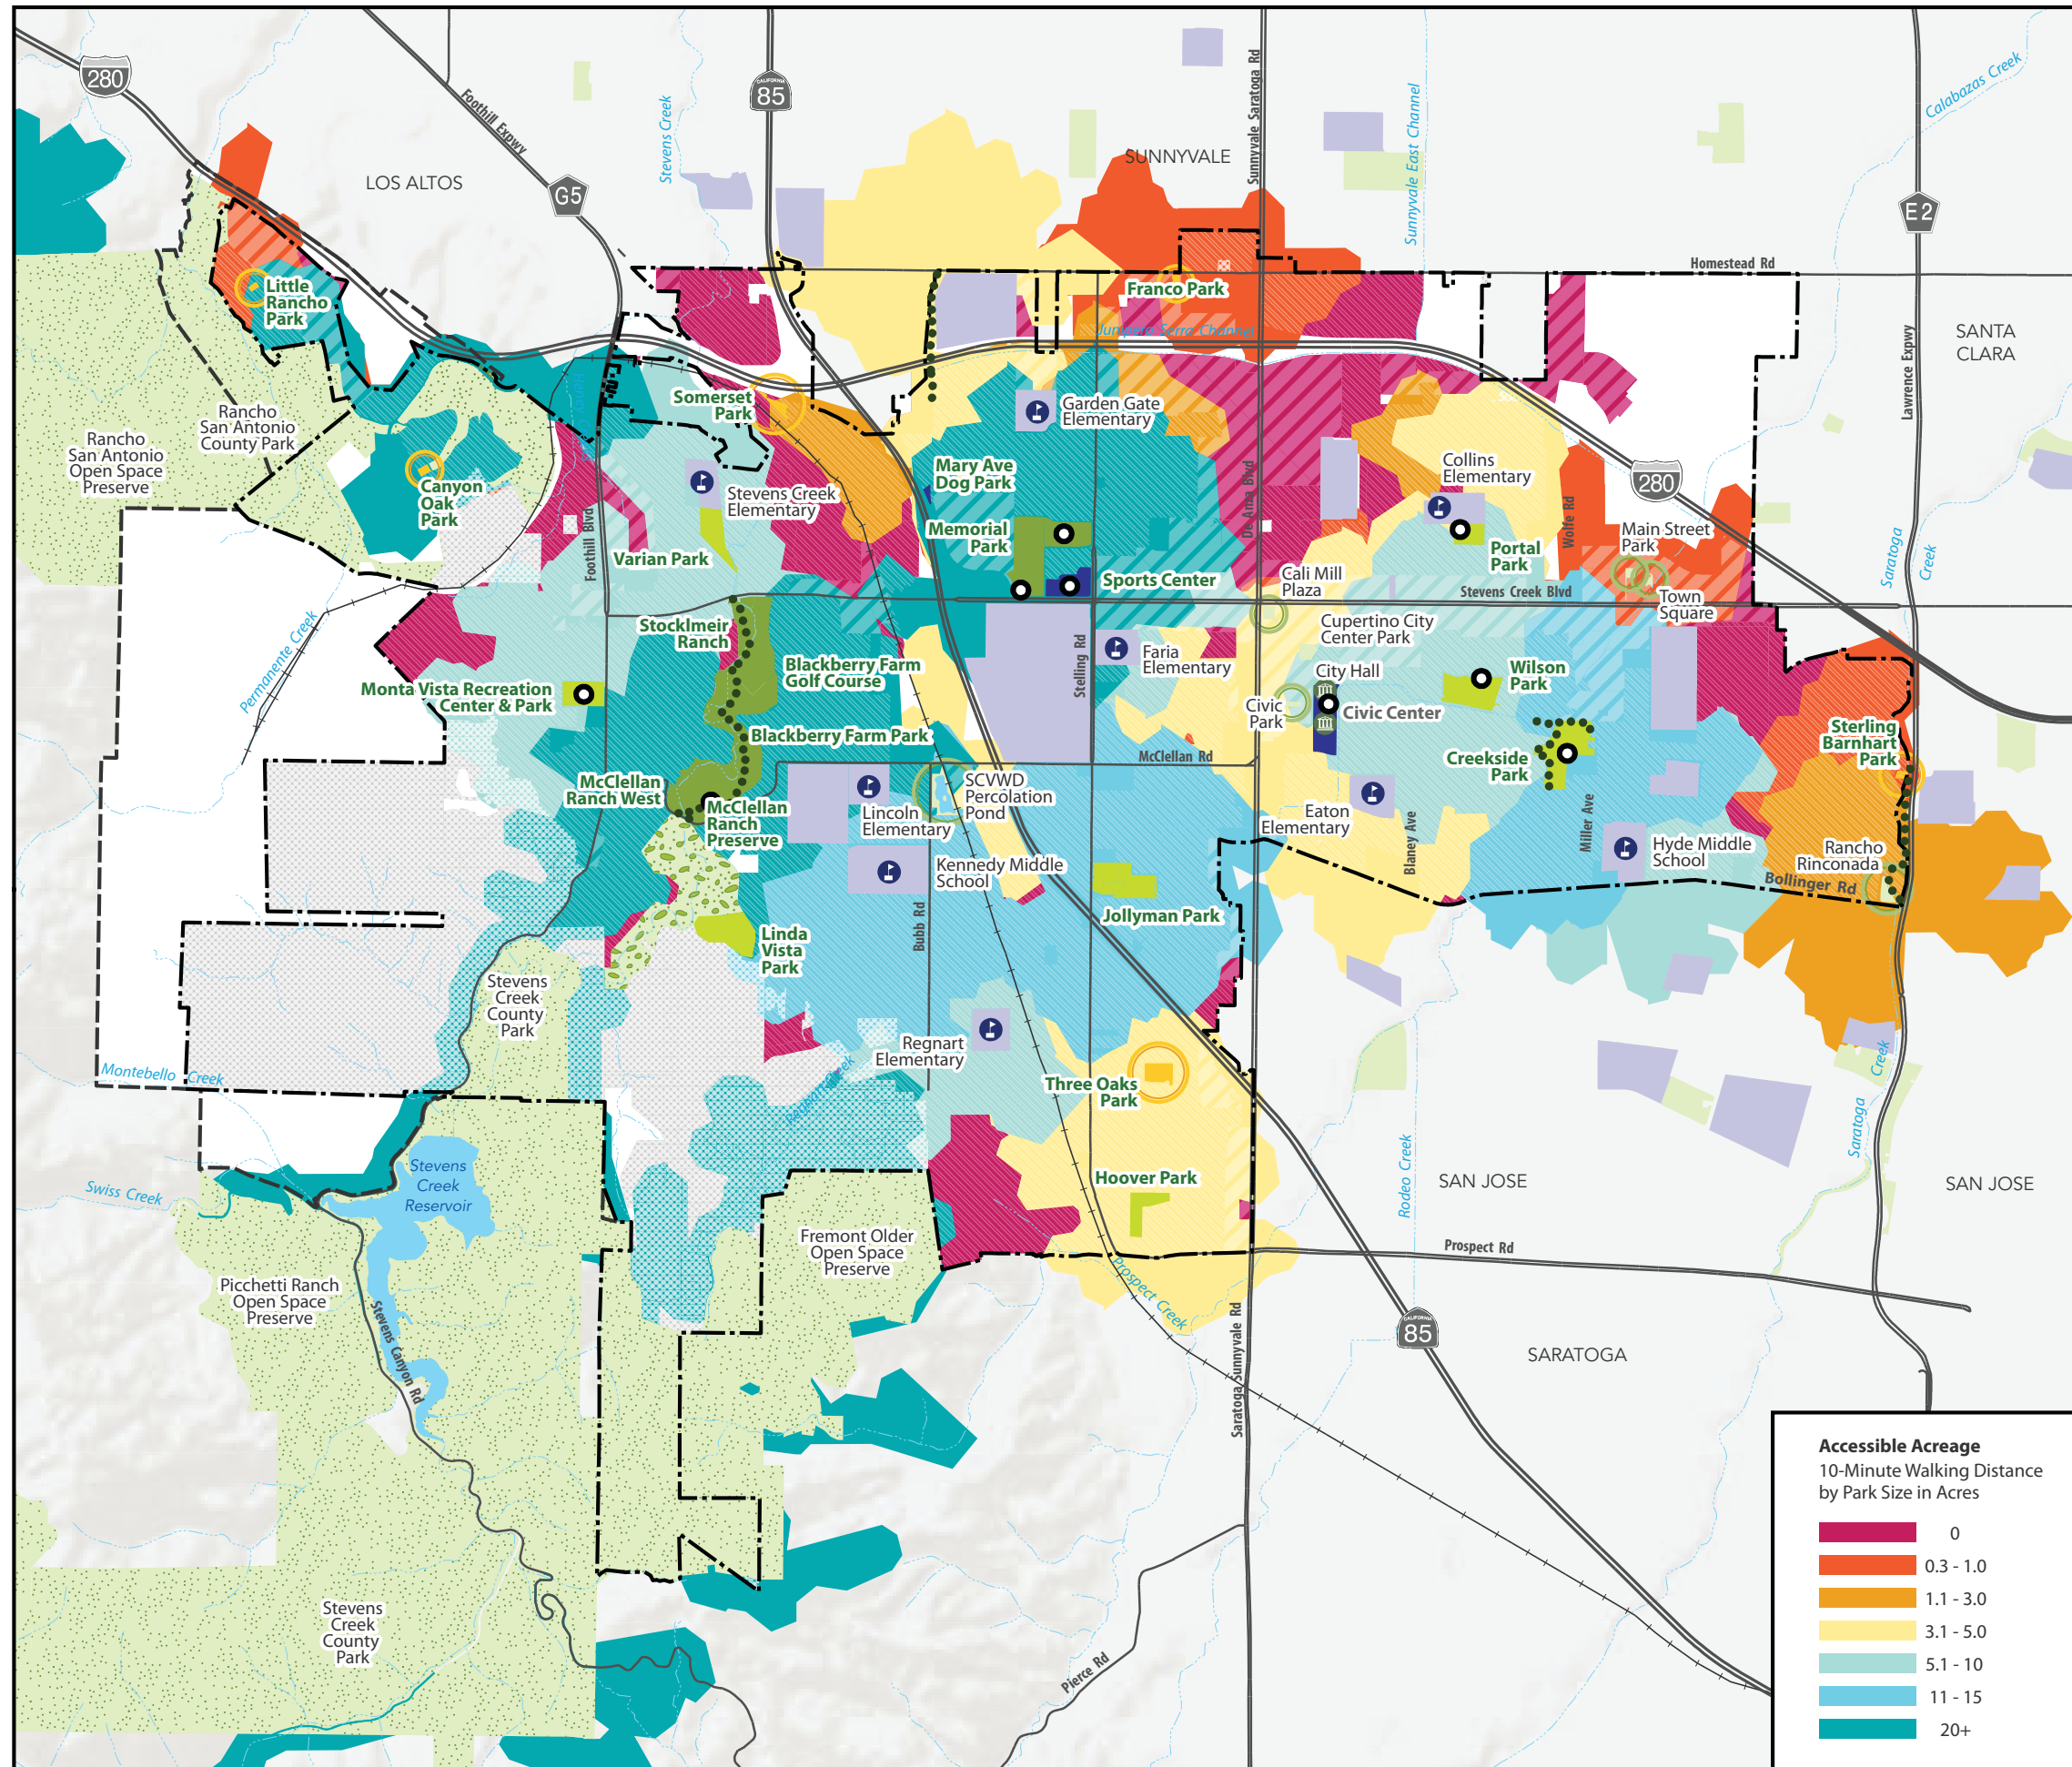 280
Foothill Expwy
85
CALIFORNIA
Stevens Creek
Sunnyvale Saratoga Rd
Sunnyvale East Channel
Calabazas Creek
SUNNYVALE
LOS ALTOS
G5
E2
Homestead Rd
Little
Rancho
Park
Franco Park
Junipero Serra Channel
SANTA
CLARA
Lawrence Expwy
Rancho
San Antonio
County Park
Rancho
San Antonio
Open Space
Preserve
Somerset
Park
Garden Gate
Elementary
Mary Ave
Dog Park
Collins
Elementary
280
Canyon
Oak
Park
Stevens Creek
Elementary
De Anza Blvd
Wolfe Rd
Memorial
Park
Main Street
Park
Foothill Blvd
Varian Park
Portal
Park
Saratoga
Creek
Sports Center
Cali Mill
Plaza
Stevens Creek Blvd
Town
Square
Permanente Creek
Stocklmeir
Ranch
Cupertino City
Center Park
Faria
Elementary
Stelling Rd
Blackberry Farm
Golf Course
City Hall
Wilson
Park
Monta Vista Recreation
Center & Park
Civic
Park
Civic Center
Blackberry Farm Park
Sterling
Barnhart
Park
McClellan Rd
Creekside
Park
McClellan
Ranch West
SCVWD
Percolation
Pond
McClellan
Ranch
Preserve
Lincoln
Elementary
Eaton
Elementary
Blaney Ave
Miller Ave
Hyde Middle
School
Rancho
Rinconada
Kennedy Middle
School
Bollinger Rd
Bubb Rd
Jollyman Park
Linda
Vista
Park
Stevens
Creek
County
Park
Regnart
Elementary
Regnart Creek
Montebello Creek
Three Oaks
Park
Creek
Saratoga
Stevens
Creek
Reservoir
Swiss Creek
Hoover Park
Rodeo Creek
SAN JOSE
SAN JOSE
Fremont Older
Open Space
Preserve
Prospect Rd
Picchetti Ranch
Open Space
Preserve
Prospect Creek
Stevens Canyon Rd
Saratoga Sunnyvale Rd
CALIFORNIA
85
SARATOGA
Stevens
Creek
County
Park
Pierce Rd
Accessible Acreage
10-Minute Walking Distance
by Park Size in Acres
0
0.3 - 1.0
1.1 - 3.0
3.1 - 5.0
5.1 - 10
11 - 15
20+